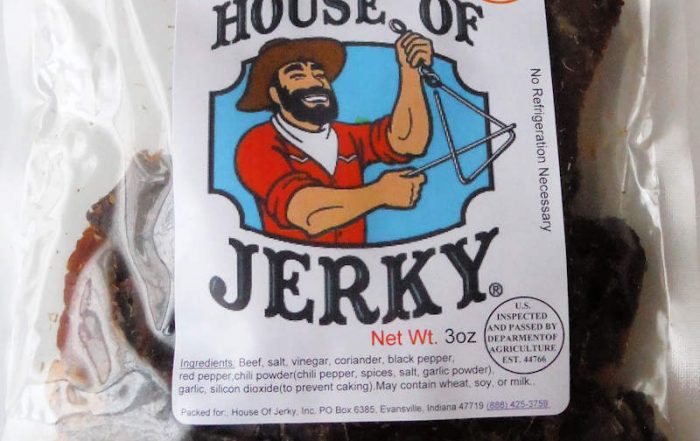 HOUSE OF
JERKY®
No Refrigeration Necessary
Net Wt. 3oz
U.S.
INSPECTED
AND PASSED BY
DEPARMENTOF
AGRICULTURE
EST. 44766
Ingredients: Beef, salt, vinegar, coriander, black pepper,
red pepper,chili powder(chili pepper, spices, salt, garlic powder),
garlic, silicon dioxide(to prevent caking).May contain wheat, soy, or milk..
Packed for: House Of Jerky, Inc. PO Box 6385, Evansville, Indiana 47719 (888) 425-3759